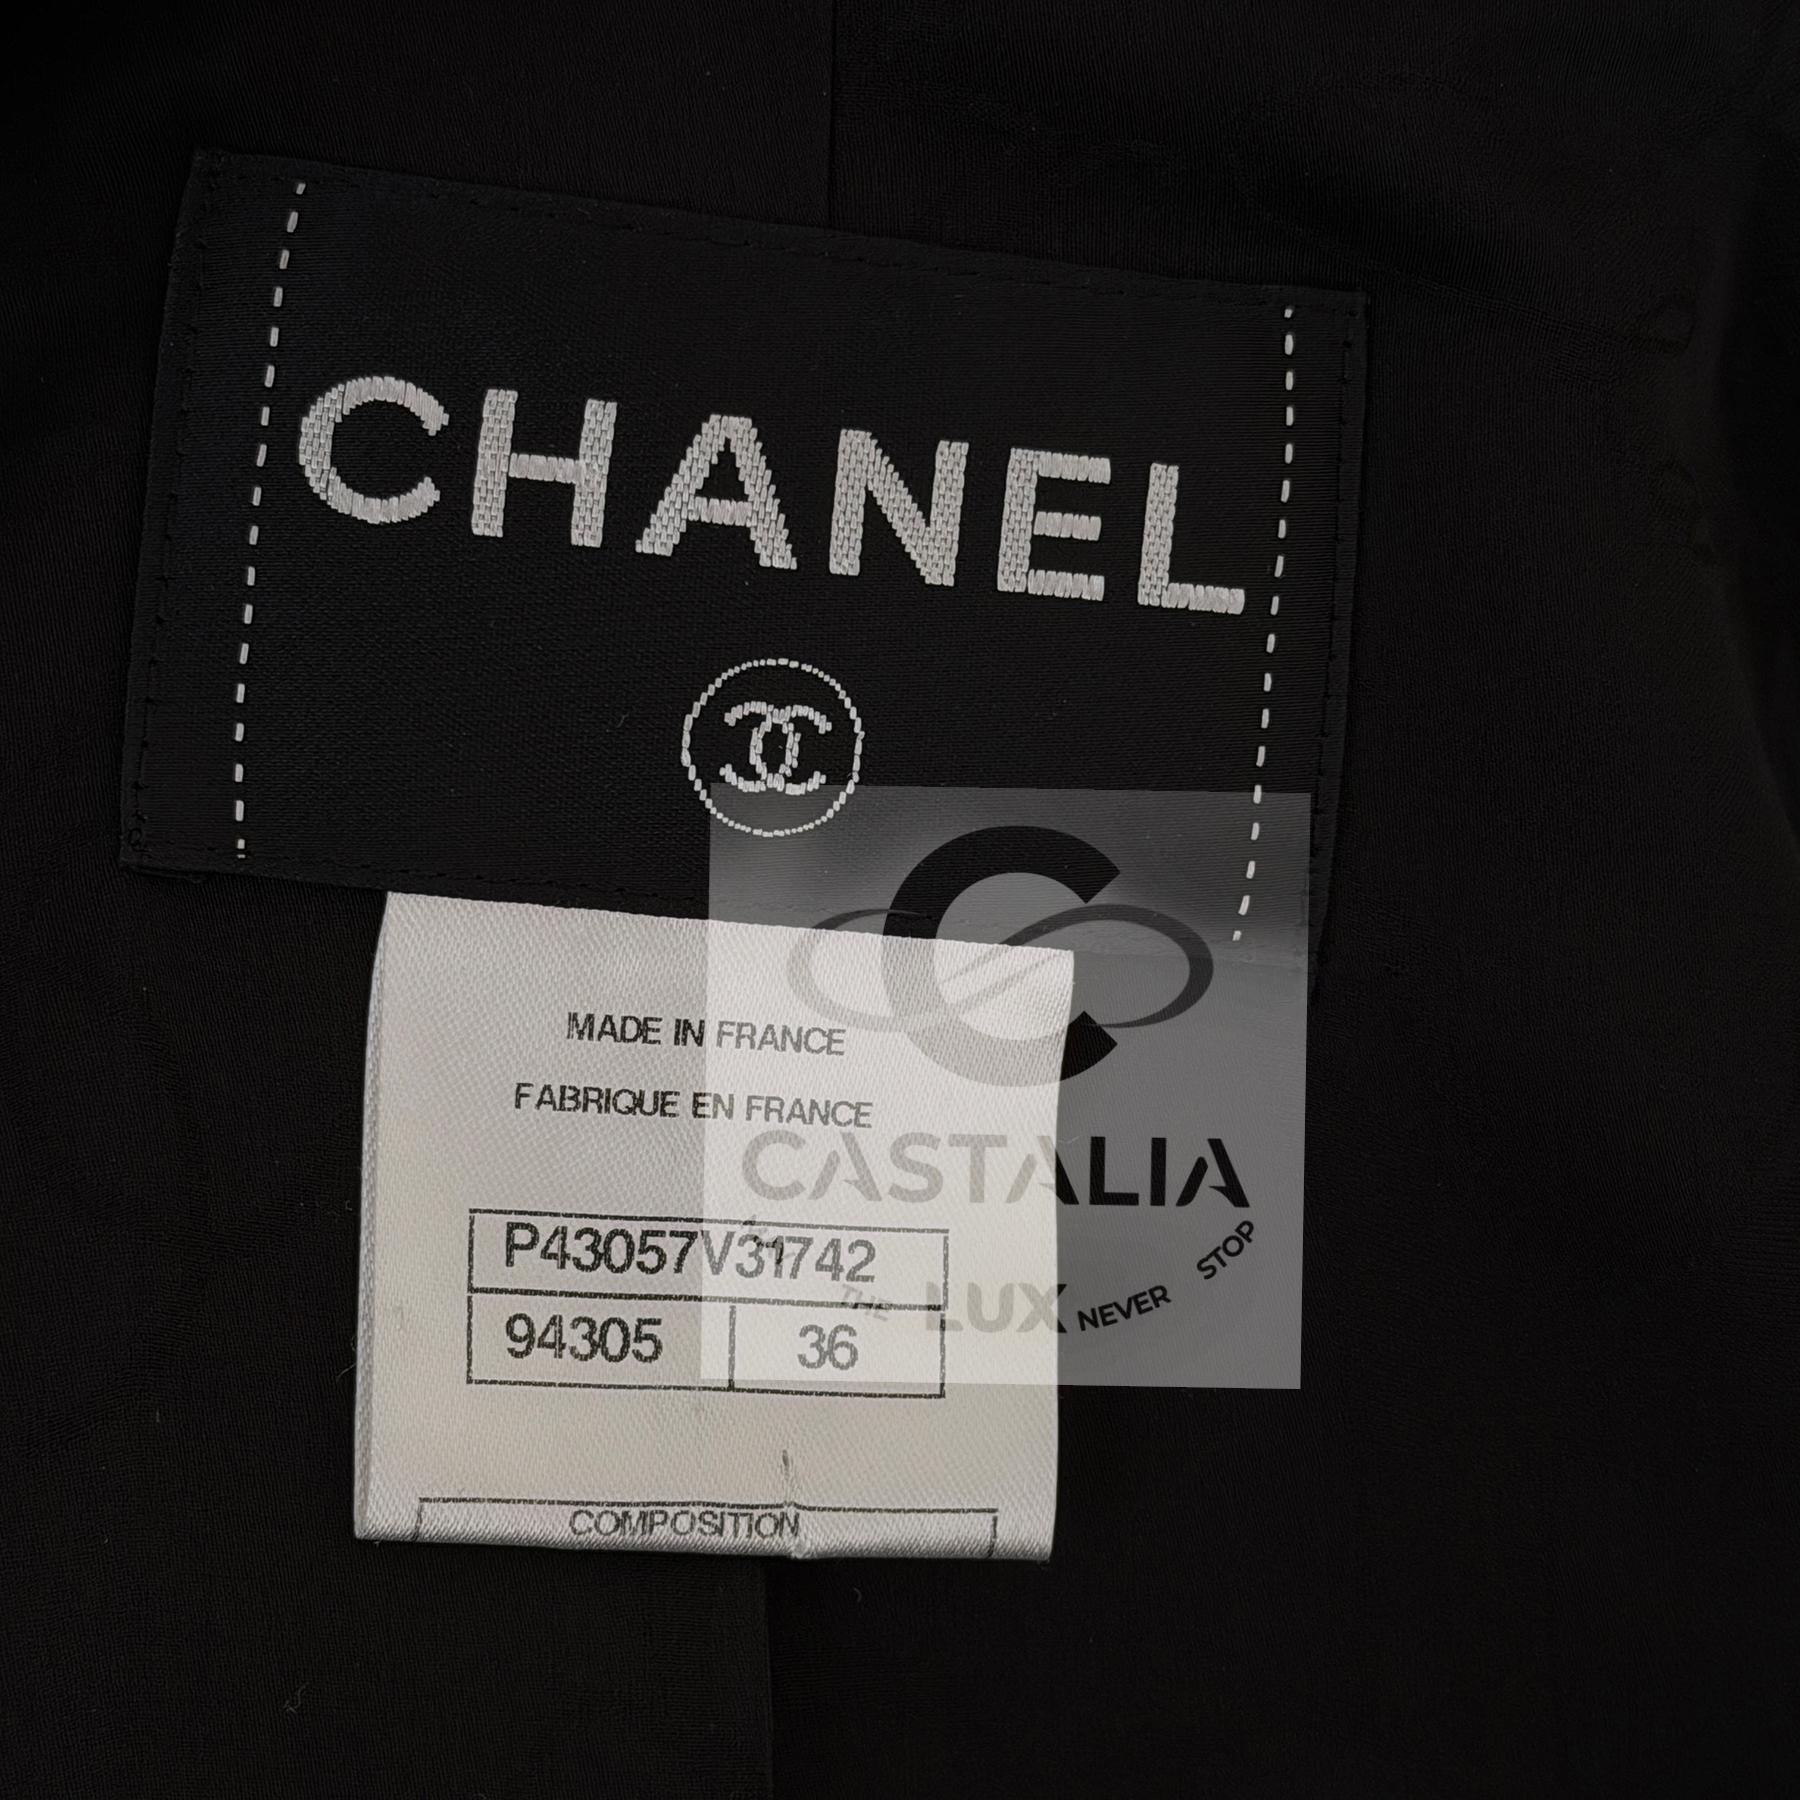 CHANEL
MADE IN FRANCE
FABRIQUE EN FRANCE
CASTALIA
P43057V31742
THE LUX NEVER STOP
94305 36
COMPOSITION